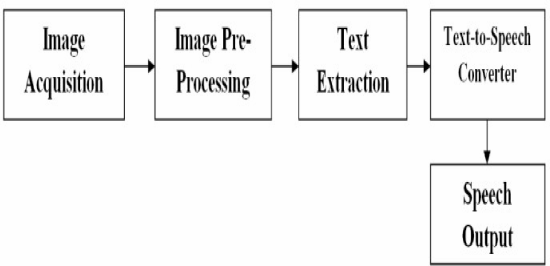 Image
Acquisition
Image Pre-
Processing
Text
Extraction
Text-to-Speech
Converter
Speech
Output